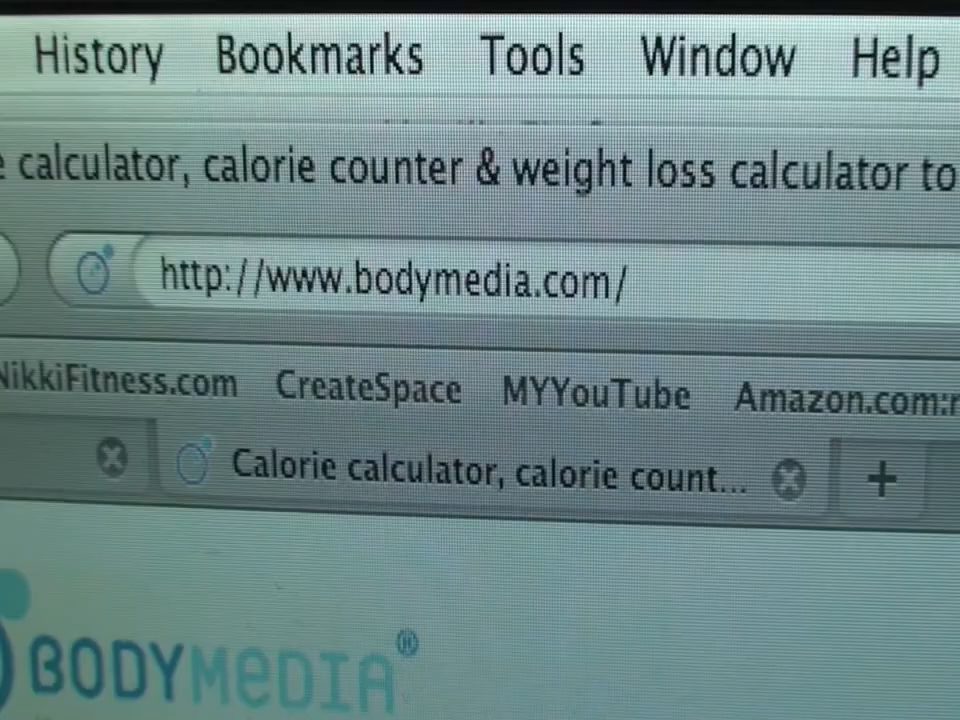 History Bookmarks Tools Window Help
calculator, calorie counter & weight loss calculator to
http://www.bodymedia.com/
NikkiFitness.com CreateSpace MYYouTube Amazon.com:
Calorie calculator, calorie count... +
BODYMEDIA®